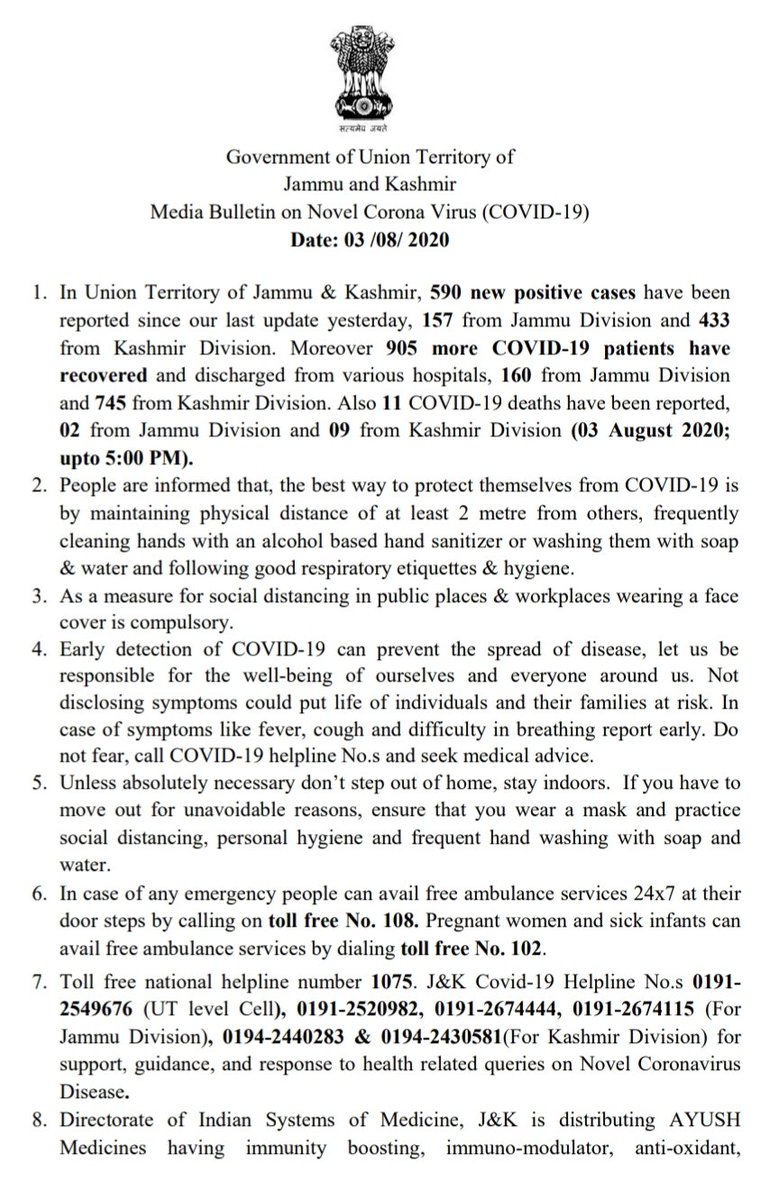 सत्यमेव जयते
Government of Union Territory of
Jammu and Kashmir
Media Bulletin on Novel Corona Virus (COVID-19)
Date: 03 /08/ 2020
1. In Union Territory of Jammu & Kashmir, 590 new positive cases have been
reported since our last update yesterday, 157 from Jammu Division and 433
from Kashmir Division. Moreover 905 more COVID-19 patients have
recovered and discharged from various hospitals, 160 from Jammu Division
and 745 from Kashmir Division. Also 11 COVID-19 deaths have been reported,
02 from Jammu Division and 09 from Kashmir Division (03 August 2020;
upto 5:00 PM).
2. People are informed that, the best way to protect themselves from COVID-19 is
by maintaining physical distance of at least 2 metre from others, frequently
cleaning hands with an alcohol based hand sanitizer or washing them with soap
& water and following good respiratory etiquettes & hygiene.
3. As a measure for social distancing in public places & workplaces wearing a face
cover is compulsory.
4. Early detection of COVID-19 can prevent the spread of disease, let us be
responsible for the well-being of ourselves and everyone around us. Not
disclosing symptoms could put life of individuals and their families at risk. In
case of symptoms like fever, cough and difficulty in breathing report early. Do
not fear, call COVID-19 helpline No.s and seek medical advice.
5. Unless absolutely necessary don’t step out of home, stay indoors. If you have to
move out for unavoidable reasons, ensure that you wear a mask and practice
social distancing, personal hygiene and frequent hand washing with soap and
water.
6. In case of any emergency people can avail free ambulance services 24x7 at their
door steps by calling on toll free No. 108. Pregnant women and sick infants can
avail free ambulance services by dialing toll free No. 102.
7. Toll free national helpline number 1075. J&K Covid-19 Helpline No.s 0191-
2549676 (UT level Cell), 0191-2520982, 0191-2674444, 0191-2674115 (For
Jammu Division), 0194-2440283 & 0194-2430581(For Kashmir Division) for
support, guidance, and response to health related queries on Novel Coronavirus
Disease.
8. Directorate of Indian Systems of Medicine, J&K is distributing AYUSH
Medicines having immunity boosting, immuno-modulator, anti-oxidant,